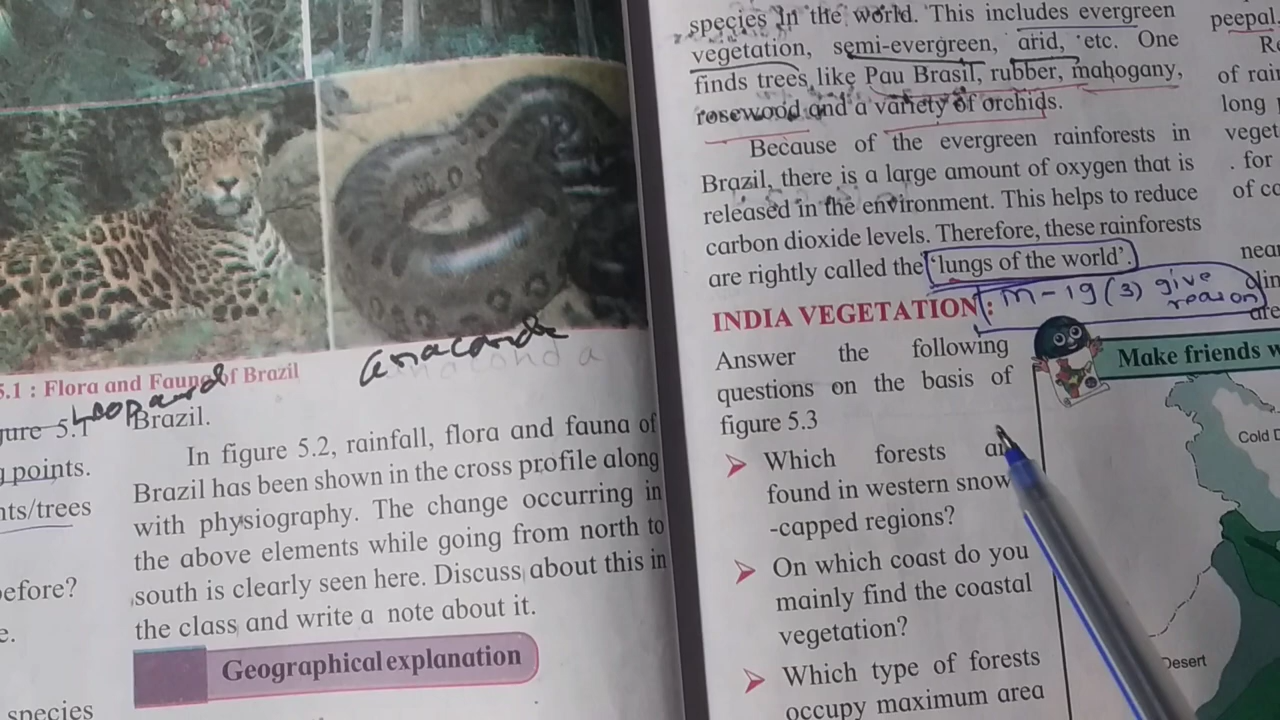 anaconda
5.1 : Flora and Fauna of Brazil
Leopard
gure 5.1
g points.
nts/trees
efore?
e.
species
Brazil.
In figure 5.2, rainfall, flora and fauna of
Brazil has been shown in the cross profile along
with physiography. The change occurring in
the above elements while going from north to
south is clearly seen here. Discuss about this in
the class and write a note about it.
Geographical explanation
species in the world. This includes evergreen
vegetation, semi-evergreen, arid, etc. One
finds trees like Pau Brasil, rubber, mahogany,
rosewood and a variety of orchids.
Because of the evergreen rainforests in
Brazil, there is a large amount of oxygen that is
released in the environment. This helps to reduce
carbon dioxide levels. Therefore, these rainforests
are rightly called the 'lungs of the world'.
INDIA VEGETATION :
m-19 (3) give
reason
Answer the following
questions on the basis of
figure 5.3
Which forests ar
found in western snow
-capped regions?
On which coast do you
mainly find the coastal
vegetation?
Which type of forests
occupy maximum area
Make friends w
Cold D
Desert
peepal
Ro
of rain
long
veget
. for
of co
near
lim
are